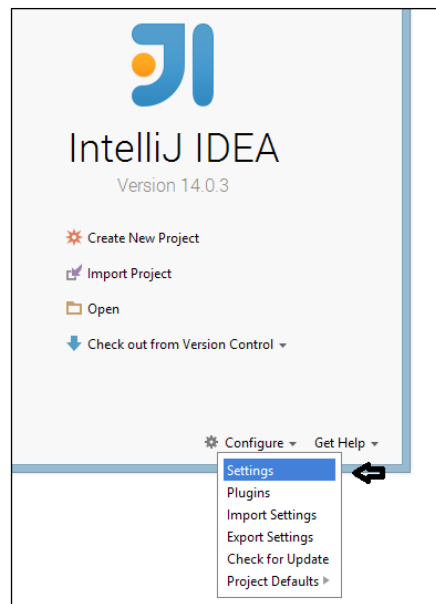 IntelliJ IDEA
Version 14.0.3
Create New Project
Import Project
Open
Check out from Version Control
Configure Get Help
Settings
Plugins
Import Settings
Export Settings
Check for Update
Project Defaults